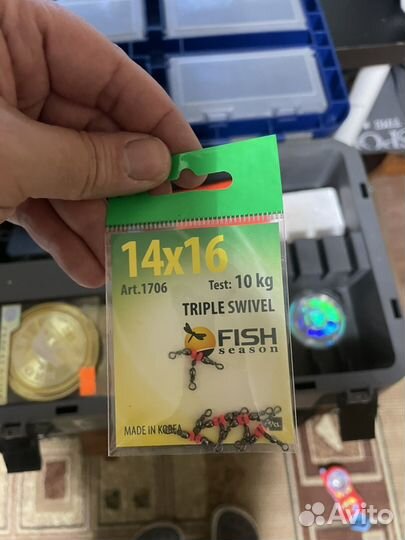 14x16
Art.1706
Test: 10 kg
TRIPLE SWIVEL
FISH
season
MADE IN KOREA
Avito